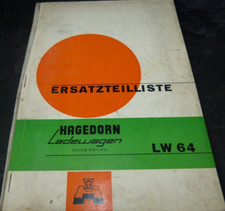 ERSATZTEILLISTE
HAGEDORN
Ladewagen
LW 64